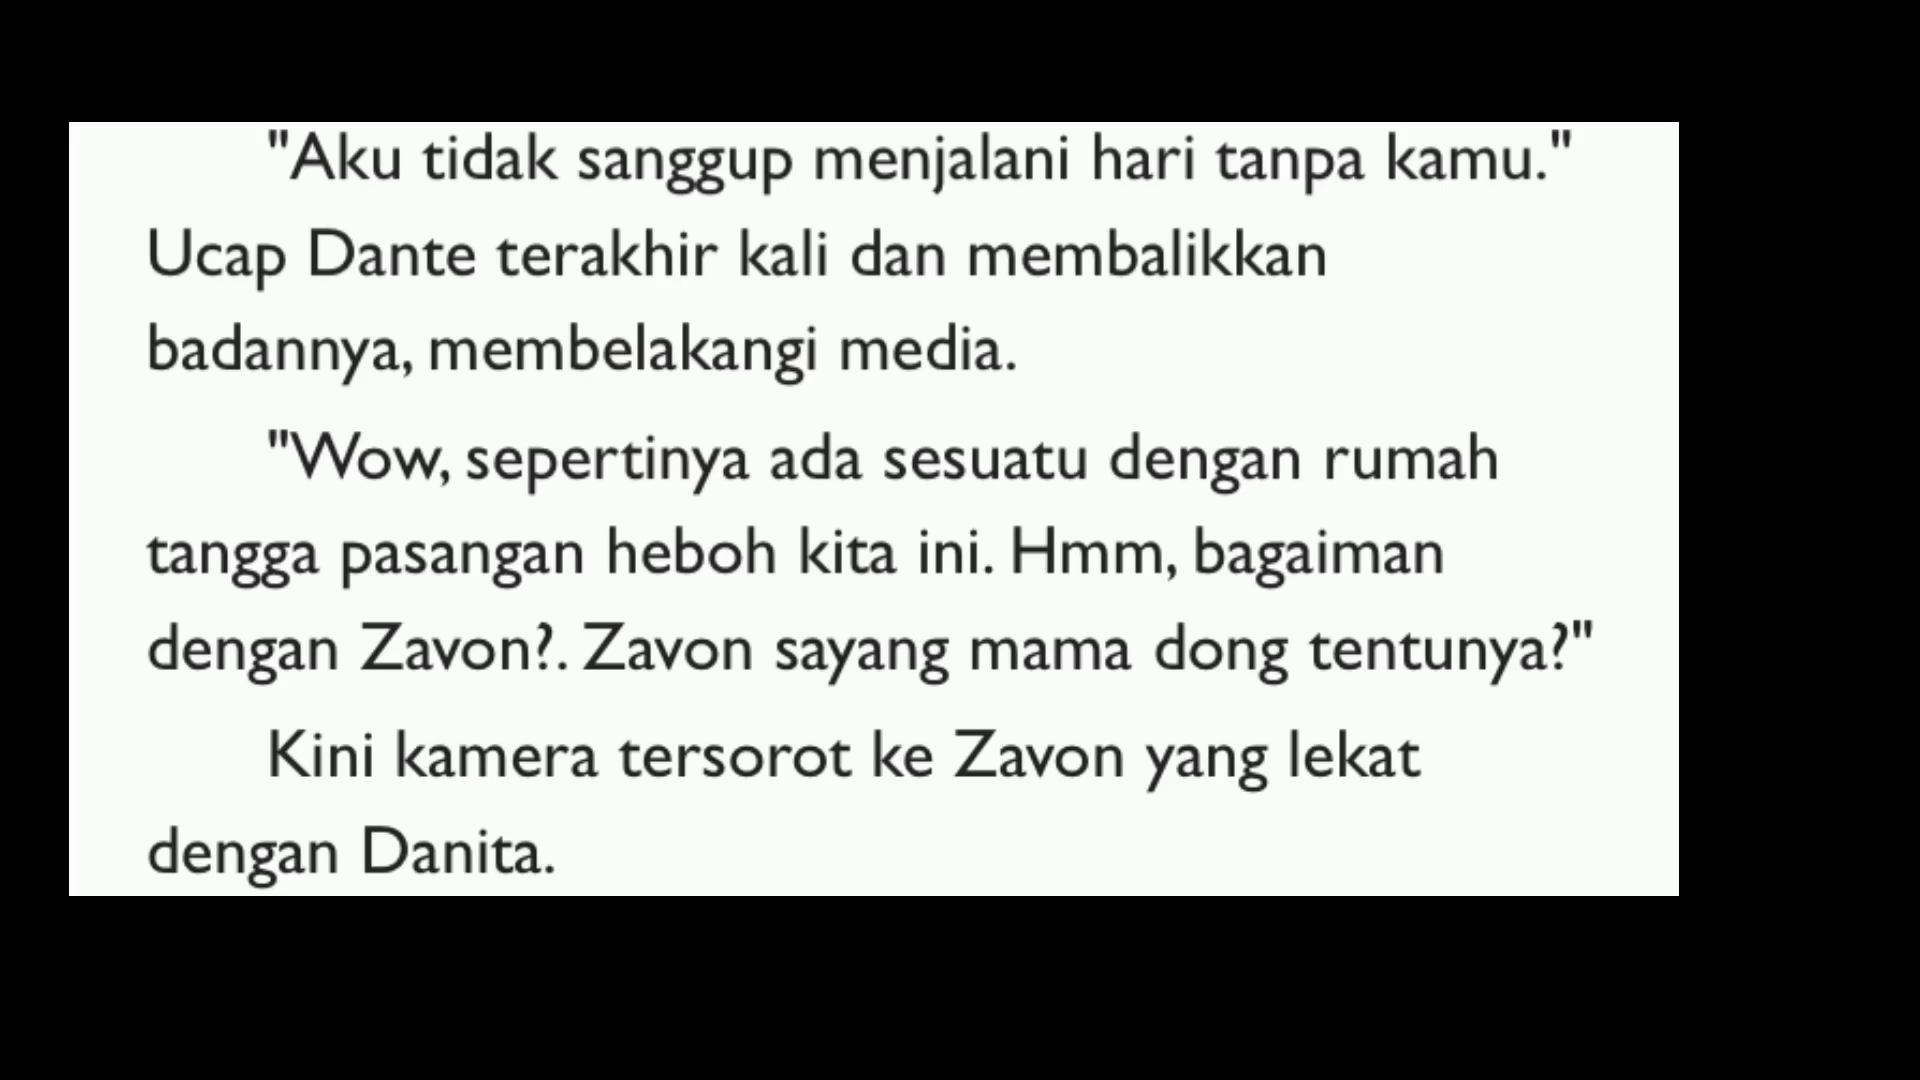 "Aku tidak sanggup menjalani hari tanpa kamu."
Ucap Dante terakhir kali dan membalikkan
badannya, membelakangi media.
"Wow, sepertinya ada sesuatu dengan rumah
tangga pasangan heboh kita ini. Hmm, bagaiman
dengan Zavon?. Zavon sayang mama dong tentunya?"
Kini kamera tersorot ke Zavon yang lekat
dengan Danita.